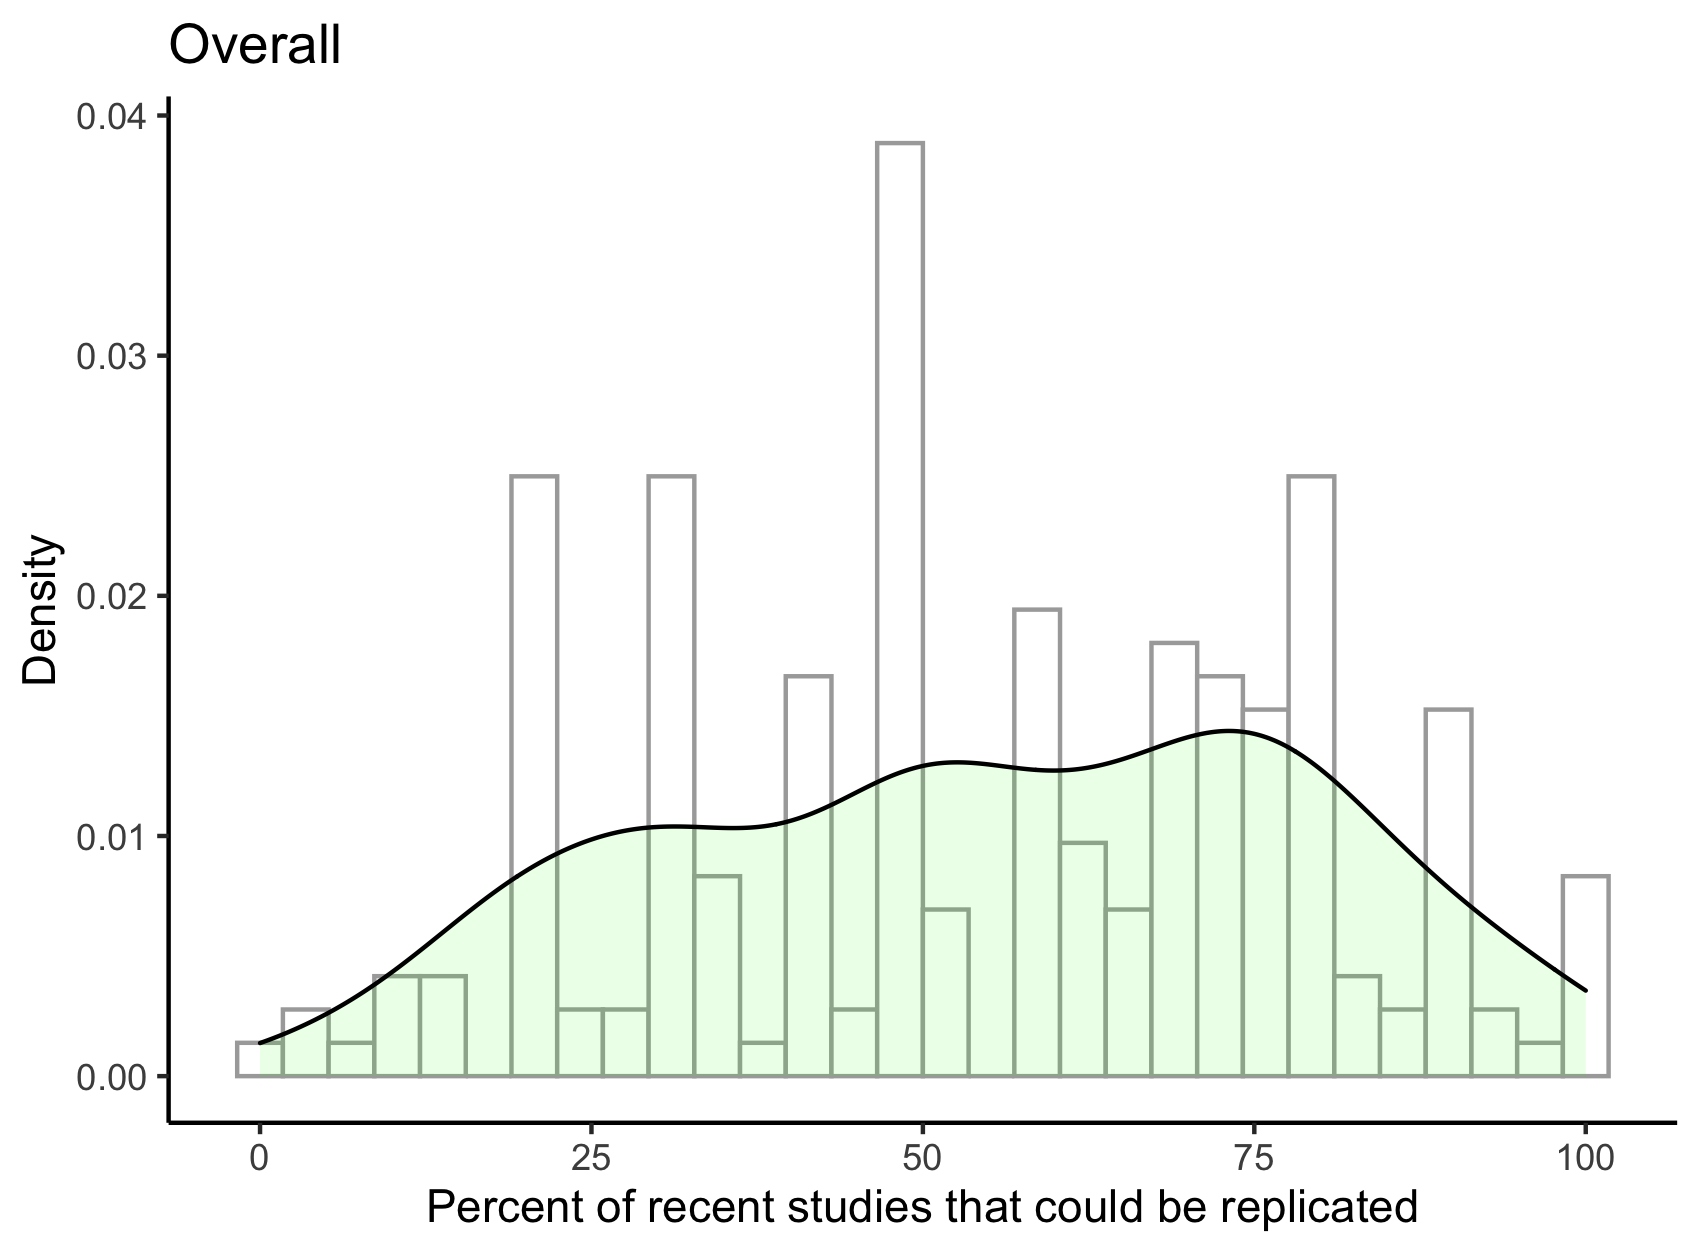 Overall
0.04
0.03
0.02
0.01
0.00
Density
0 25 50 75 100
Percent of recent studies that could be replicated